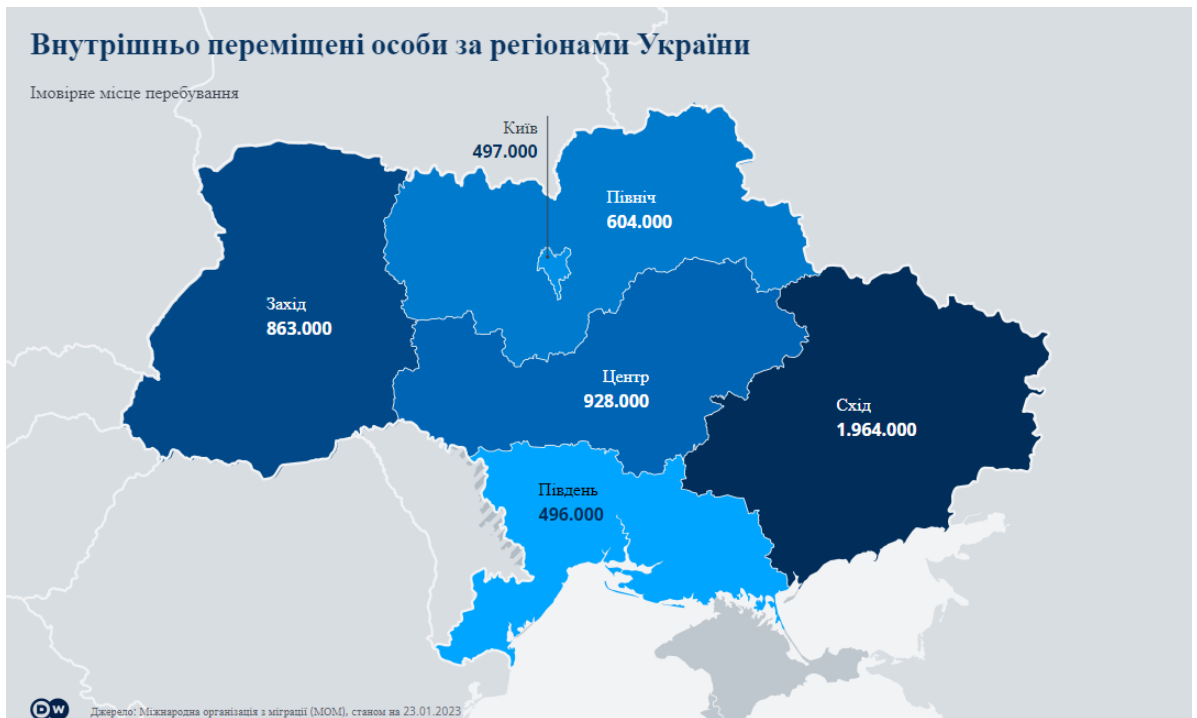 Внутрішньо переміщені особи за регіонами України
Імовірне місце перебування
Київ
497.000
Північ
604.000
Захід
863.000
Центр
928.000
Схід
1.964.000
Південь
496.000
DW
Джерело: Міжнародна організація з міграції (МОМ), станом на 23.01.2023